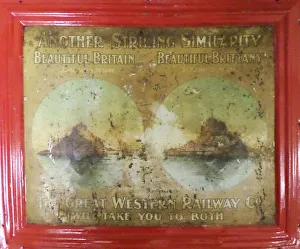 ANOTHER STRIKING SIMILARITY
BEAUTIFUL BRITAIN BEAUTIFUL BRITTANY
THE GREAT WESTERN RAILWAY CO
WILL TAKE YOU TO BOTH